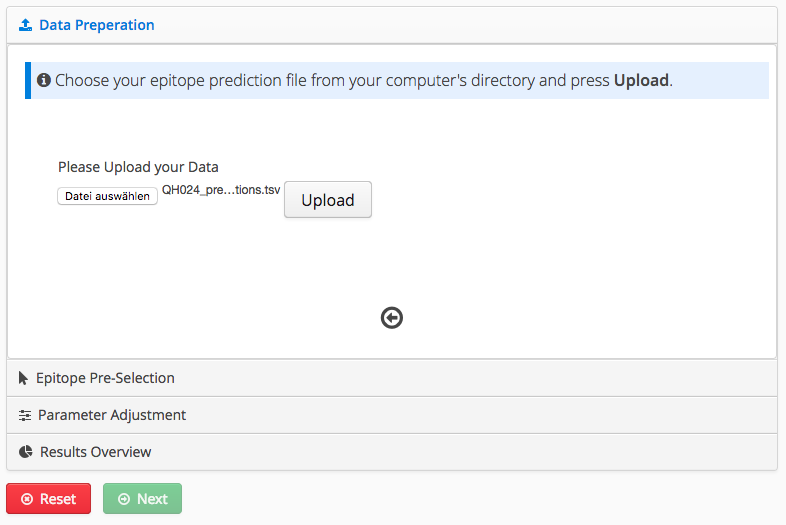 Data Preperation
Choose your epitope prediction file from your computer's directory and press Upload.
Please Upload your Data
Datei auswählen QH024_pre...tions.tsv Upload
Epitope Pre-Selection
Parameter Adjustment
Results Overview
Reset Next